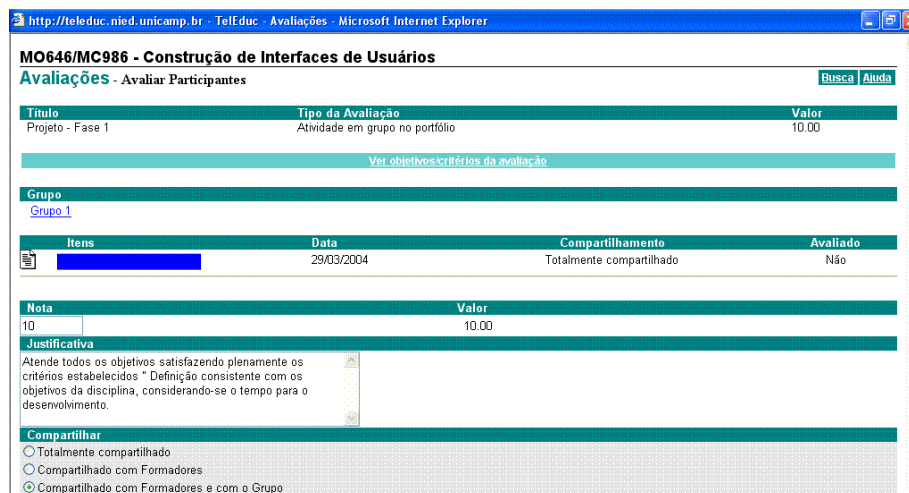 http://teleduc.nied.unicamp.br - TelEduc - Avaliações - Microsoft Internet Explorer
MO646/MC986 - Construção de Interfaces de Usuários
Avaliações - Avaliar Participantes
Busca Ajuda
Título Tipo da Avaliação Valor
Projeto - Fase 1 Atividade em grupo no portfólio 10.00
Ver objetivos/critérios da avaliação
Grupo
Grupo 1
Itens Data Compartilhamento Avaliado
29/03/2004 Totalmente compartilhado Não
Nota Valor
10 10.00
Justificativa
Atende todos os objetivos satisfazendo plenamente os
critérios estabelecidos " Definição consistente com os
objetivos da disciplina, considerando-se o tempo para o
desenvolvimento.
Compartilhar
Totalmente compartilhado
Compartilhado com Formadores
Compartilhado com Formadores e com o Grupo